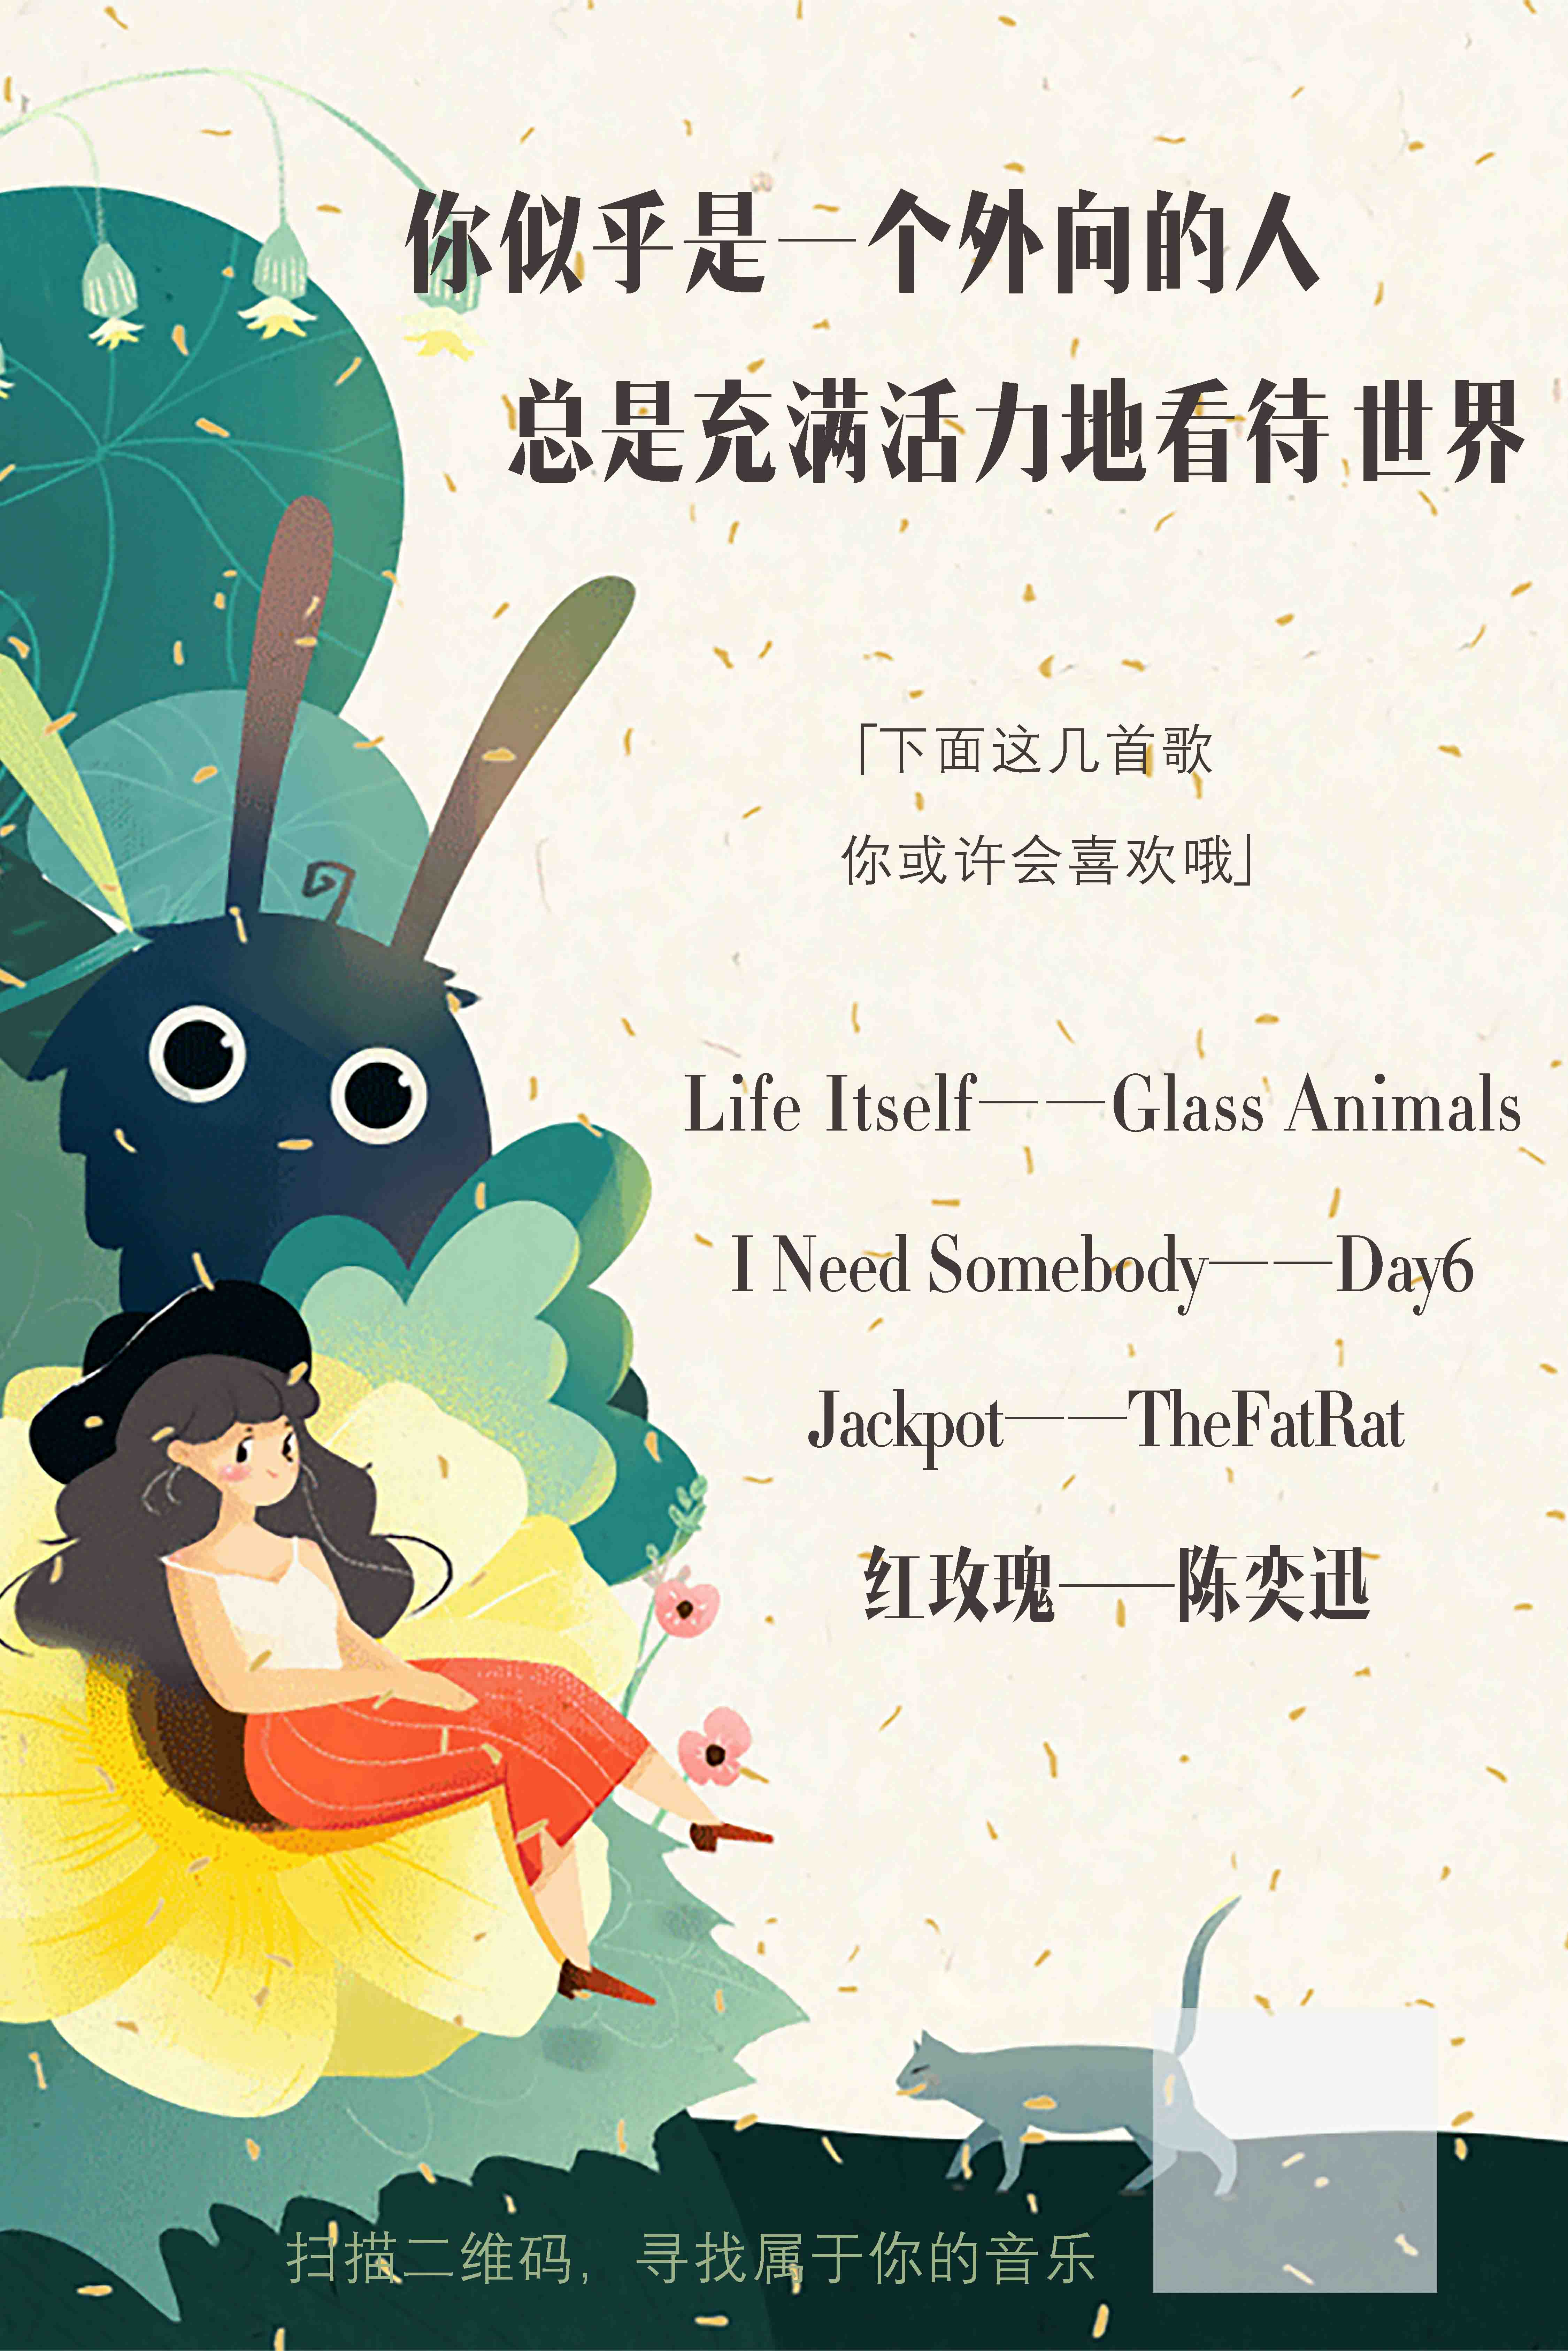 你似乎是一个外向的人
总是充满活力地看待世界
「下面这几首歌
你或许会喜欢哦」
Life Itself——Glass Animals
I Need Somebody——Day6
Jackpot——TheFatRat
红玫瑰——陈奕迅
扫描二维码，寻找属于你的音乐